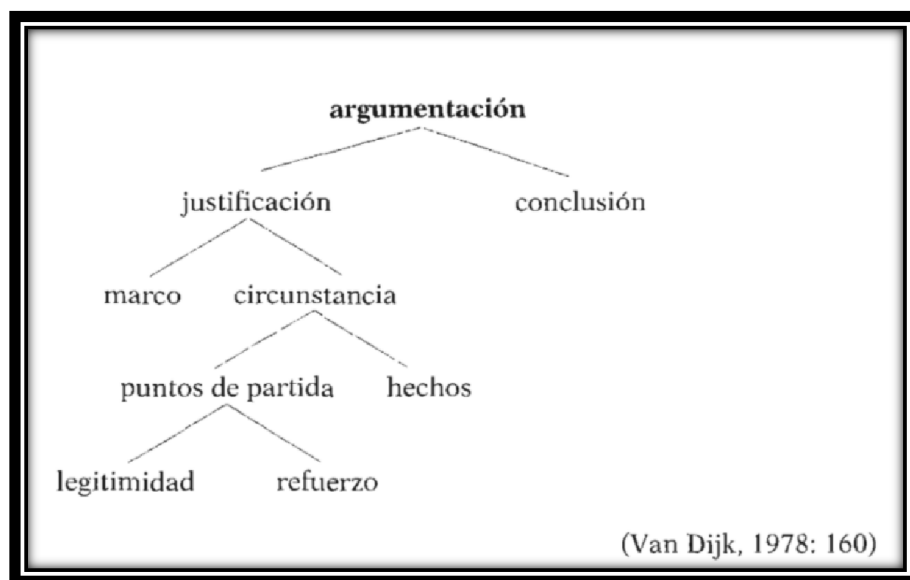 argumentación
justificación conclusión
marco circunstancia
puntos de partida hechos
legitimidad refuerzo
(Van Dijk, 1978: 160)